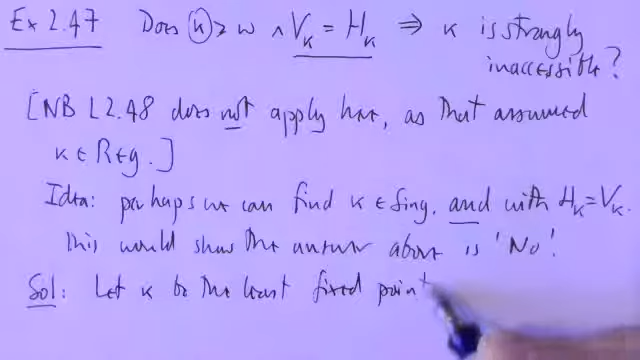 Ex 2.47 Does κ > ω ∧ V_κ = H_κ ⇒ κ is strongly
inaccessible?
[NB L2.48 does not apply here, as that assumed
κ ∈ Reg.]
Idea: perhaps we can find κ ∈ Sing, and with H_κ = V_κ.
This would show the answer above is 'No'!
Sol: Let κ be the least fixed point